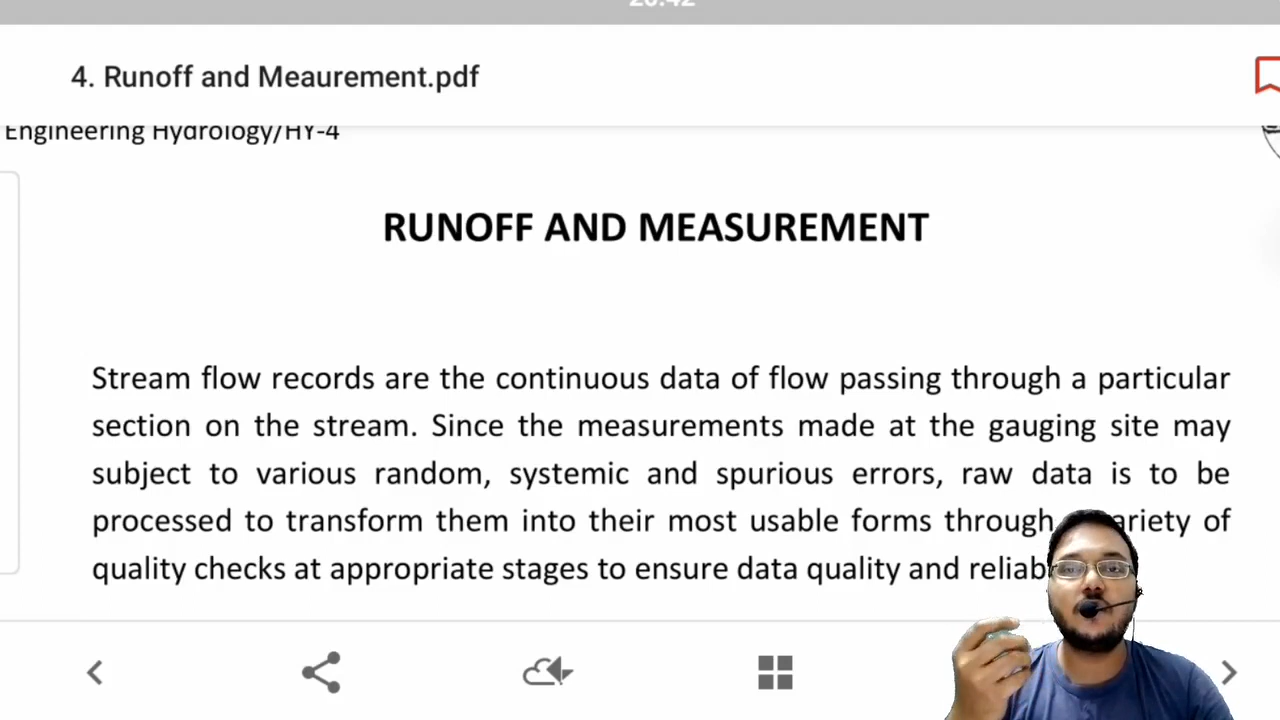 20:42
4. Runoff and Meaurement.pdf
Engineering Hydrology/HY-4
RUNOFF AND MEASUREMENT
Stream flow records are the continuous data of flow passing through a particular
section on the stream. Since the measurements made at the gauging site may
subject to various random, systemic and spurious errors, raw data is to be
processed to transform them into their most usable forms through of
quality checks at appropriate stages to ensure data quality and